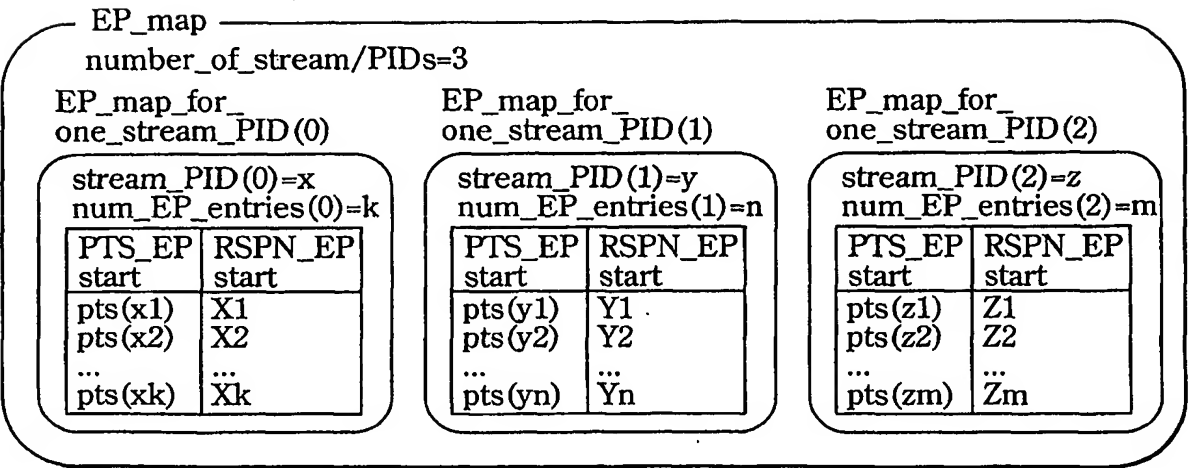 EP_map
number_of_stream/PIDs=3
EP_map_for_
one_stream_PID(0)
stream_PID(0)=x
num_EP_entries(0)=k
PTS_EP RSPN_EP
start start
pts(x1) X1
pts(x2) X2
... ...
pts(xk) Xk
EP_map_for_
one_stream_PID(1)
stream_PID(1)=y
num_EP_entries(1)=n
PTS_EP RSPN_EP
start start
pts(y1) Y1
pts(y2) Y2
... ...
pts(yn) Yn
EP_map_for_
one_stream_PID(2)
stream_PID(2)=z
num_EP_entries(2)=m
PTS_EP RSPN_EP
start start
pts(z1) Z1
pts(z2) Z2
... ...
pts(zm) Zm